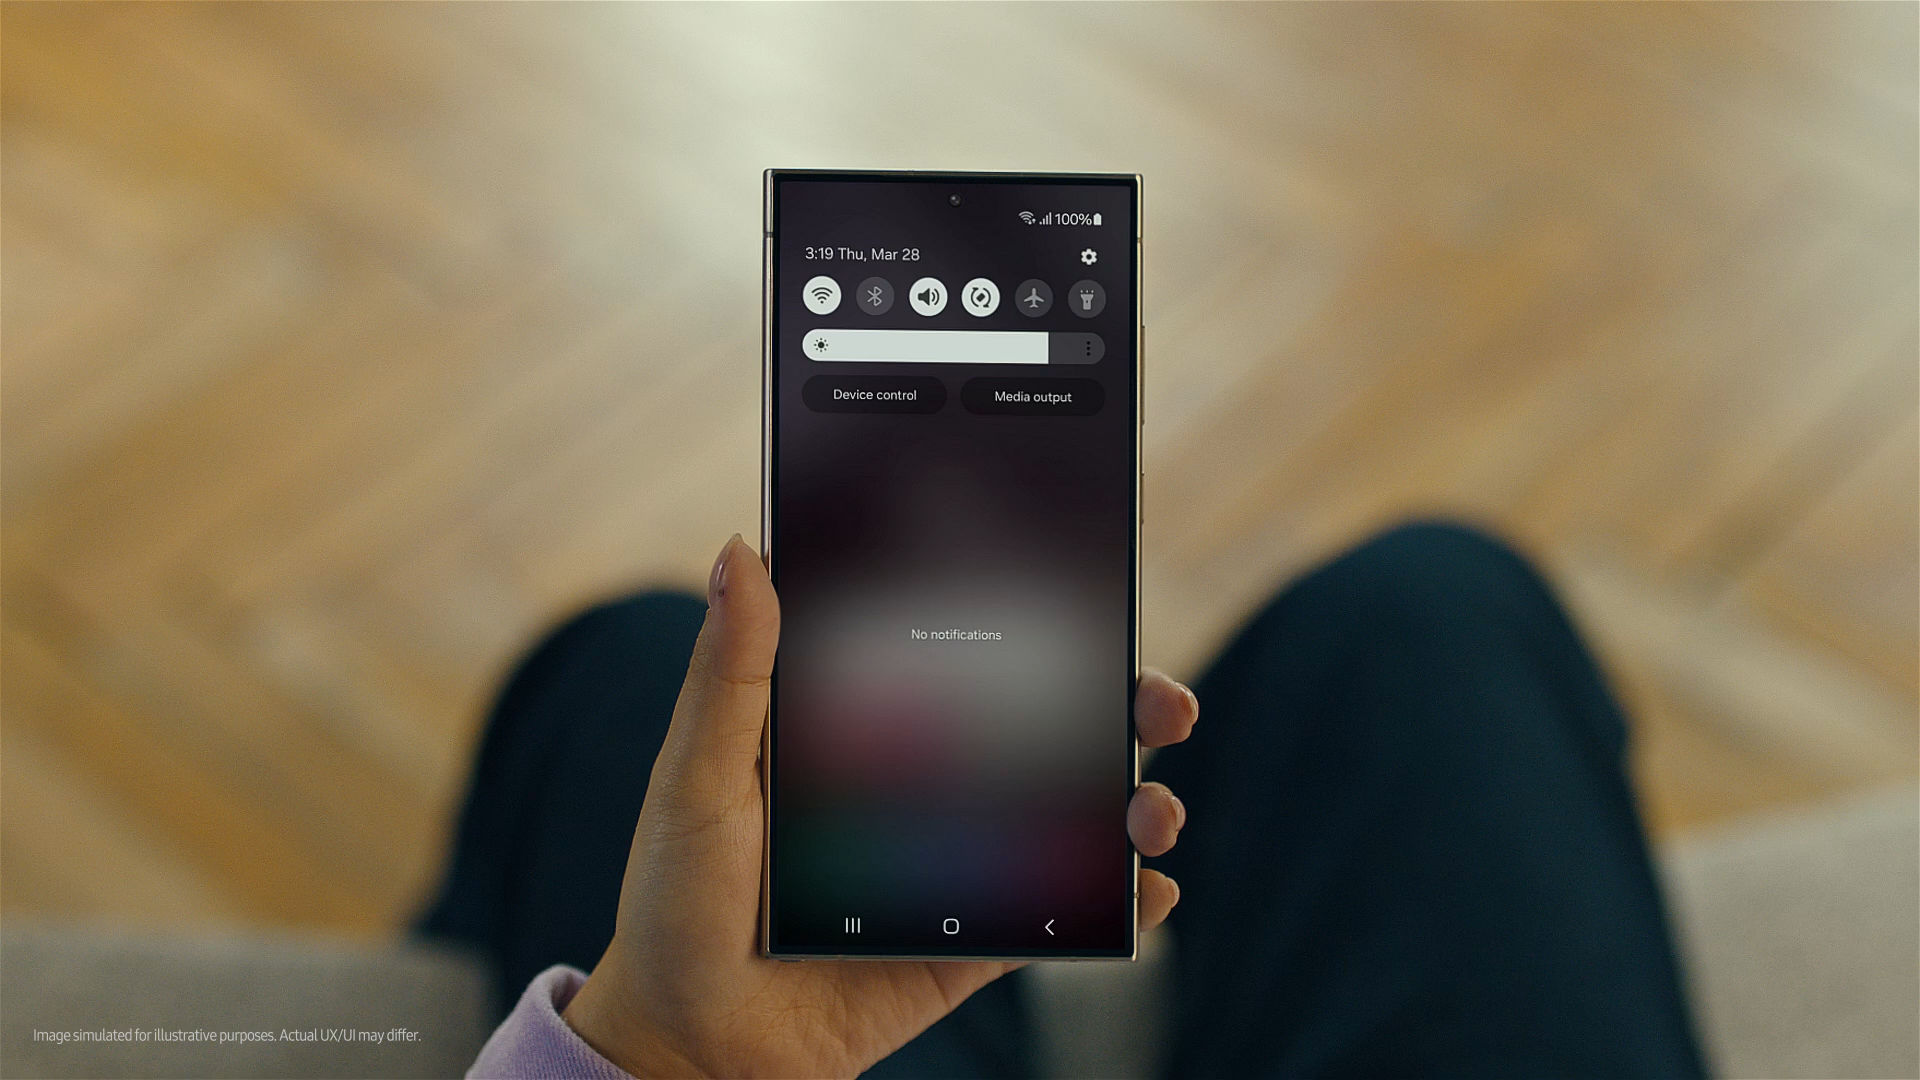 100%
3:19 Thu, Mar 28
Device control
Media output
No notifications
Image simulated for illustrative purposes. Actual UX/UI may differ.